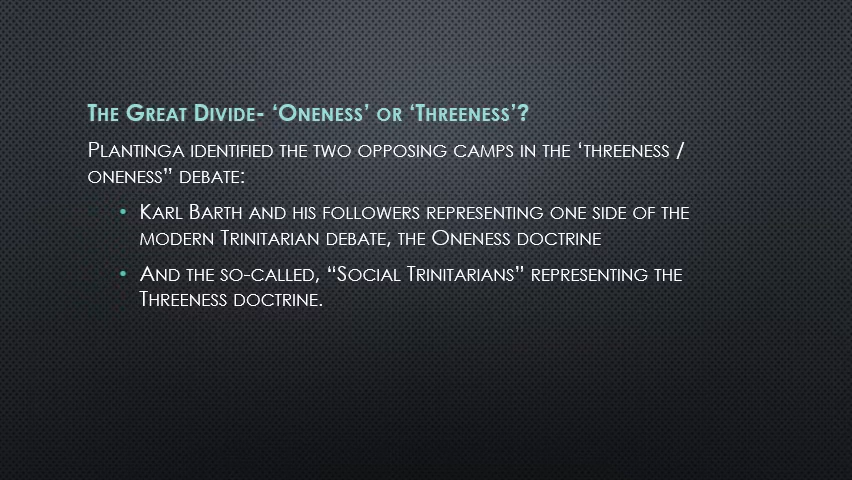 The Great Divide- ‘Oneness’ or ‘Threeness’?
Plantinga identified the two opposing camps in the ‘threeness /
oneness” debate:
• Karl Barth and his followers representing one side of the
modern Trinitarian debate, the Oneness doctrine
• And the so-called, “Social Trinitarians” representing the
Threeness doctrine.